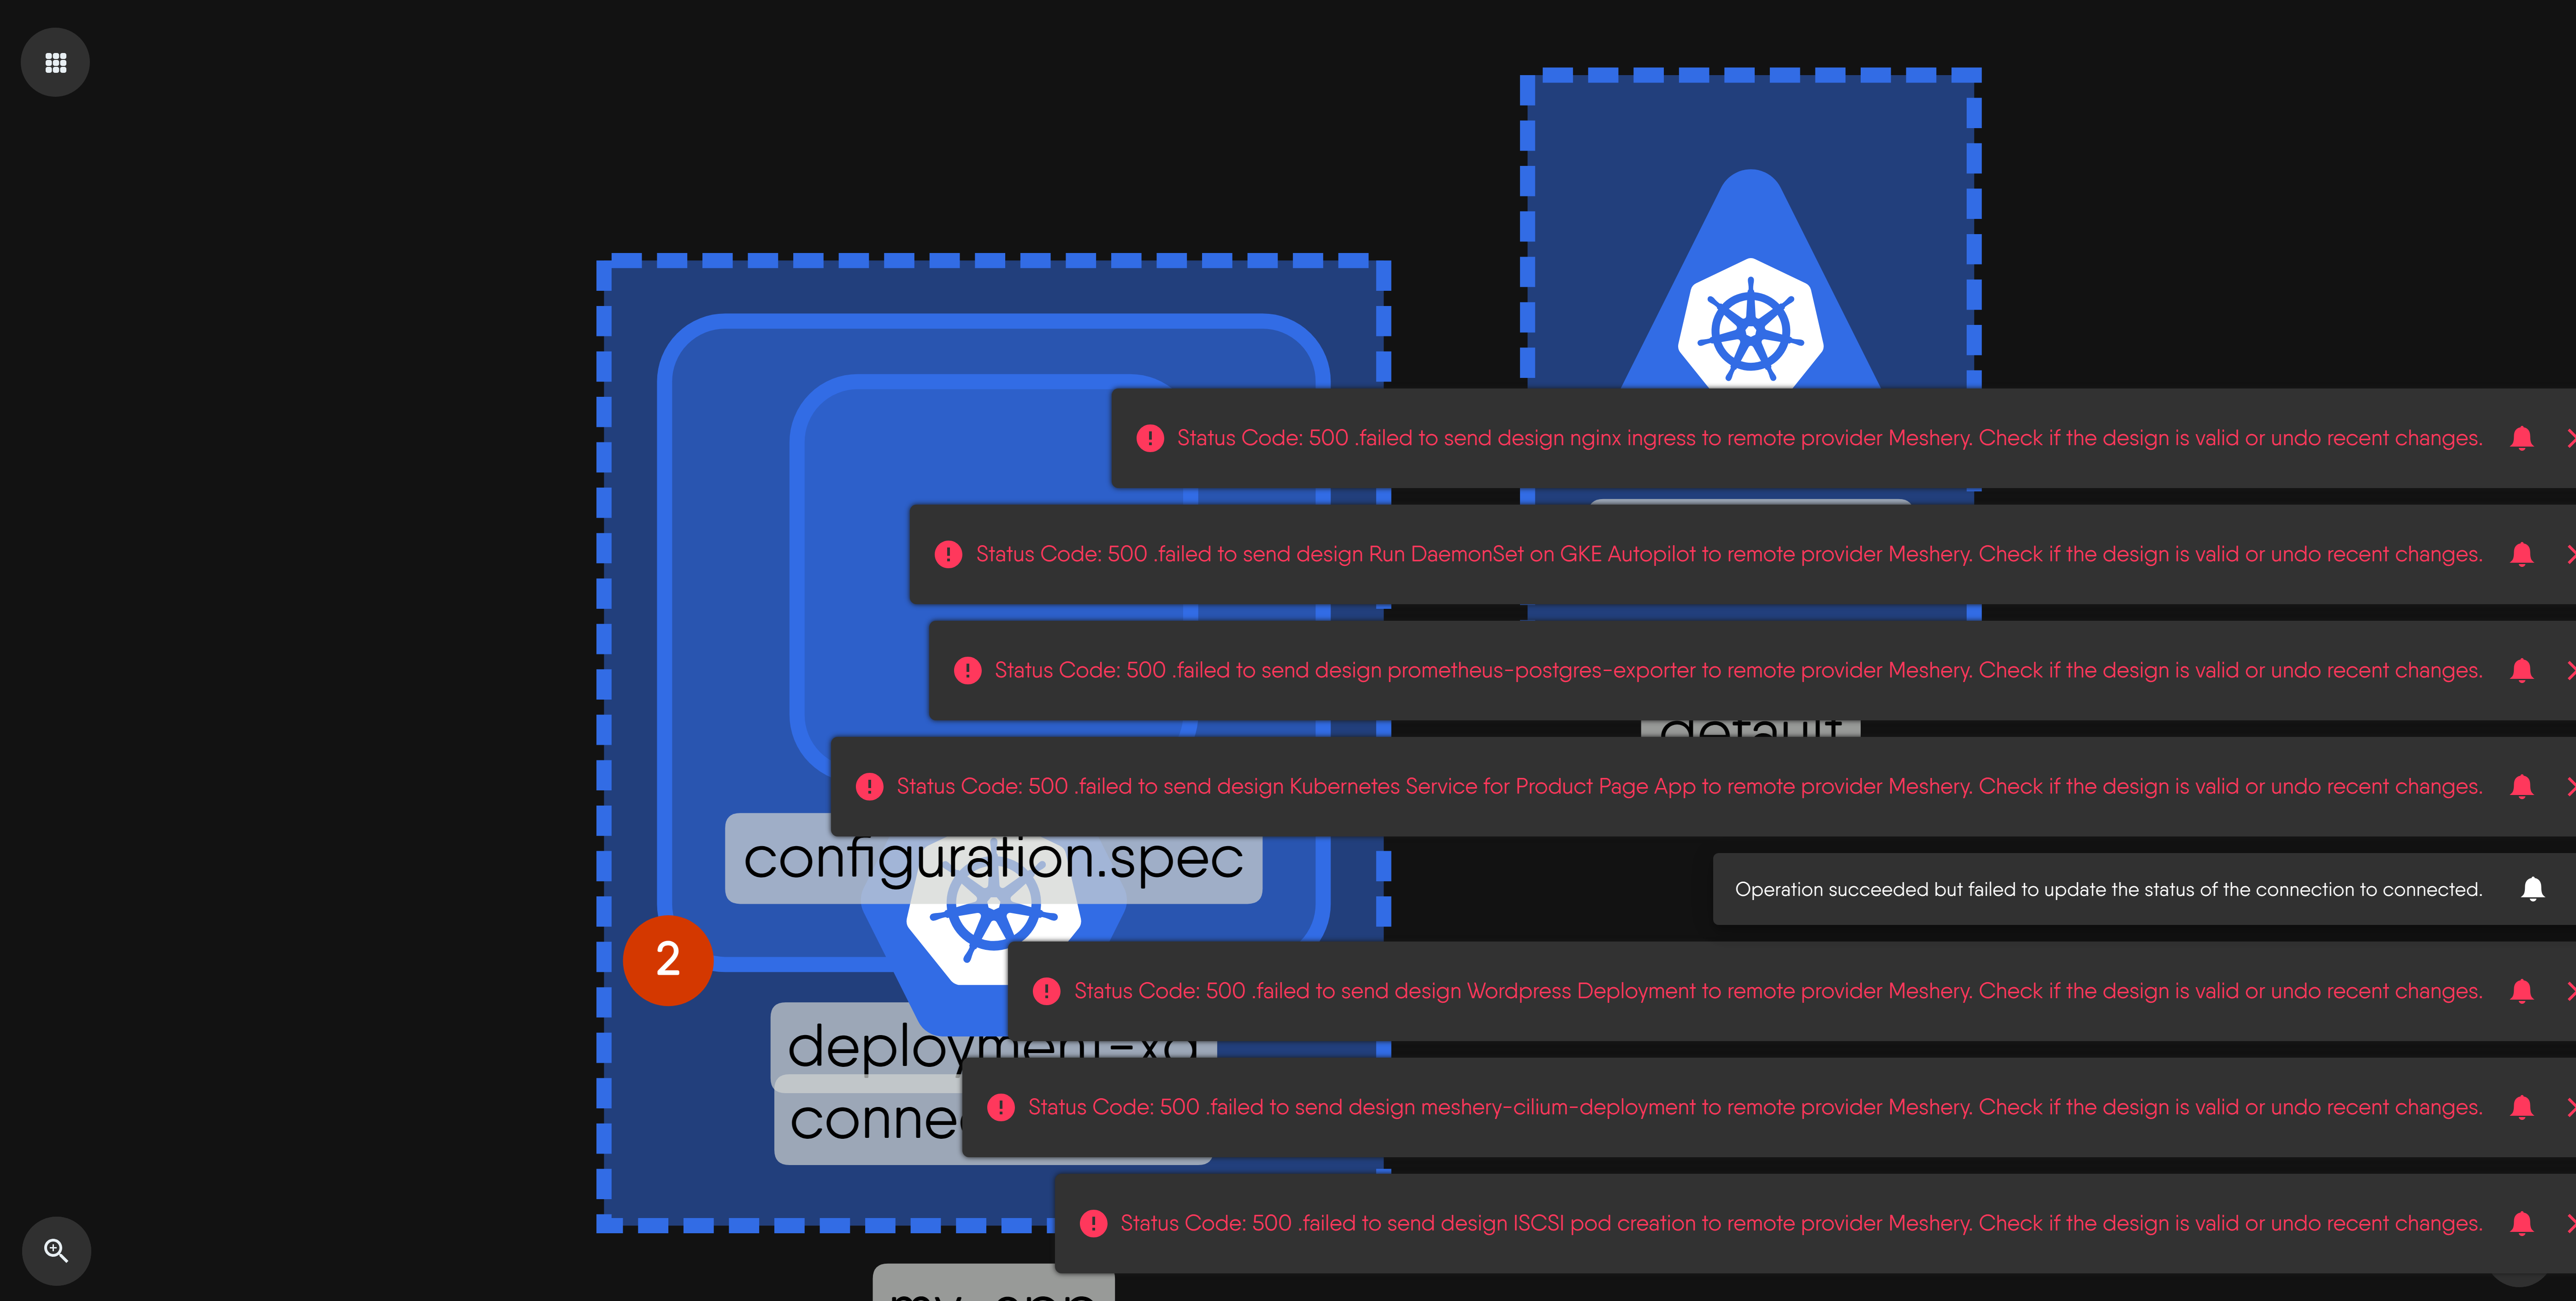 Status Code: 500 .failed to send design nginx ingress to remote provider Meshery. Check if the design is valid or undo recent changes.
Status Code: 500 .failed to send design Run DaemonSet on GKE Autopilot to remote provider Meshery. Check if the design is valid or undo recent changes.
Status Code: 500 .failed to send design prometheus-postgres-exporter to remote provider Meshery. Check if the design is valid or undo recent changes.
default
Status Code: 500 .failed to send design Kubernetes Service for Product Page App to remote provider Meshery. Check if the design is valid or undo recent changes.
configuration.spec
Operation succeeded but failed to update the status of the connection to connected.
2
Status Code: 500 .failed to send design Wordpress Deployment to remote provider Meshery. Check if the design is valid or undo recent changes.
deployment-xq
Status Code: 500 .failed to send design meshery-cilium-deployment to remote provider Meshery. Check if the design is valid or undo recent changes.
Status Code: 500 .failed to send design ISCSI pod creation to remote provider Meshery. Check if the design is valid or undo recent changes.